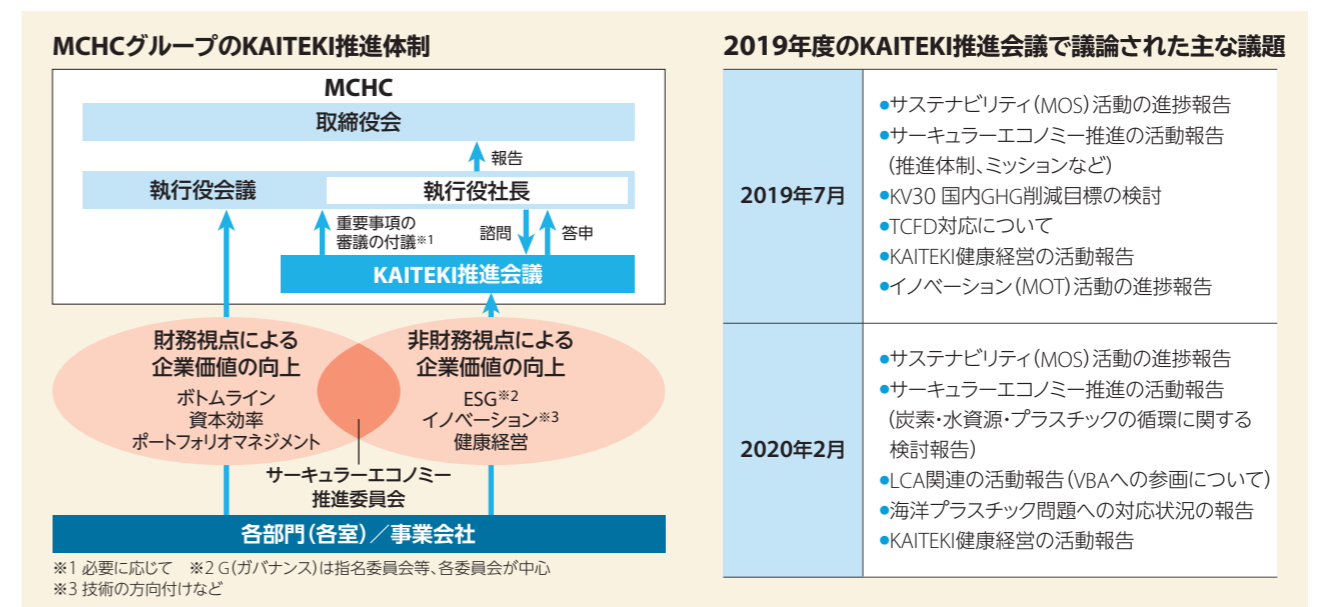 MCHCグループのKAITEKI推進体制
MCHC
取締役会
報告
執行役会議
執行役社長
重要事項の
審議の付議※1
諮問
答申
KAITEKI推進会議
財務視点による
企業価値の向上
ボトムライン
資本効率
ポートフォリオマネジメント
非財務視点による
企業価値の向上
ESG※2
イノベーション※3
健康経営
サーキュラーエコノミー
推進委員会
各部門(各室)／事業会社
※1 必要に応じて ※2 G(ガバナンス)は指名委員会等、各委員会が中心
※3 技術の方向付けなど
2019年度のKAITEKI推進会議で議論された主な議題
2019年7月
●サステナビリティ(MOS)活動の進捗報告
●サーキュラーエコノミー推進の活動報告
(推進体制、ミッションなど)
●KV30 国内GHG削減目標の検討
●TCFD対応について
●KAITEKI健康経営の活動報告
●イノベーション(MOT)活動の進捗報告
2020年2月
●サステナビリティ(MOS)活動の進捗報告
●サーキュラーエコノミー推進の活動報告
(炭素・水資源・プラスチックの循環に関する
検討報告)
●LCA関連の活動報告(VBAへの参画について)
●海洋プラスチック問題への対応状況の報告
●KAITEKI健康経営の活動報告